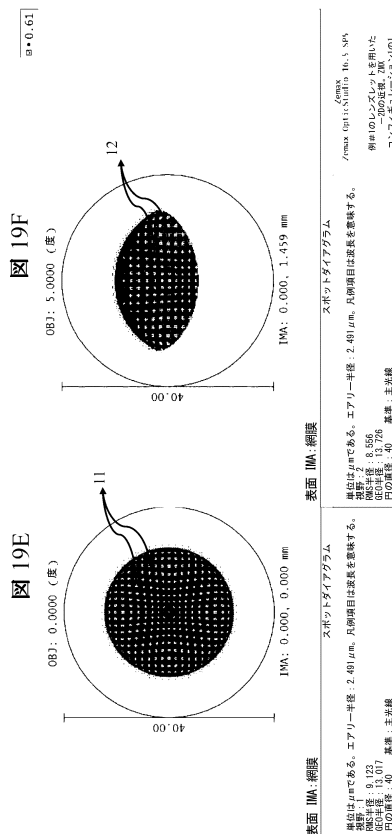 図 19E
OBJ: 0.0000 (度)
11
40.00
IMA: 0.000, 0.000 mm
表面 IMA:網膜
スポットダイアグラム
単位はμmである。エアリー半径:2.491μm。凡例項目は波長を意味する。
視野:1
RMS半径:9.123
GEO半径:13.017
円の直径:40 基準:主光線
図 19F
OBJ: 5.0000 (度)
12
40.00
IMA: 0.000, 1.459 mm
表面 IMA:網膜
スポットダイアグラム
単位はμmである。エアリー半径:2.491μm。凡例項目は波長を意味する。
視野:2
RMS半径:8.556
GEO半径:13.726
円の直径:40 基準:主光線
Zemax
Zemax OpticStudio 16.5 SP5
例#1のレンズレットを用いた
-2Dの近視。ZMX
0.61